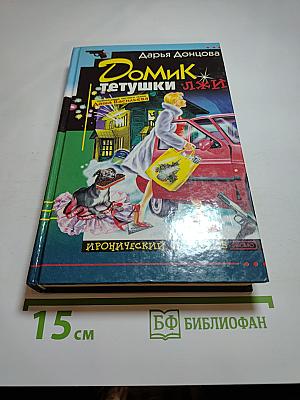 Дарья Донцова
ДОМИК
тетушки ЛЖИ
ИРОНИЧЕСКИЙ
15 см
БФ БИБЛИОФАН